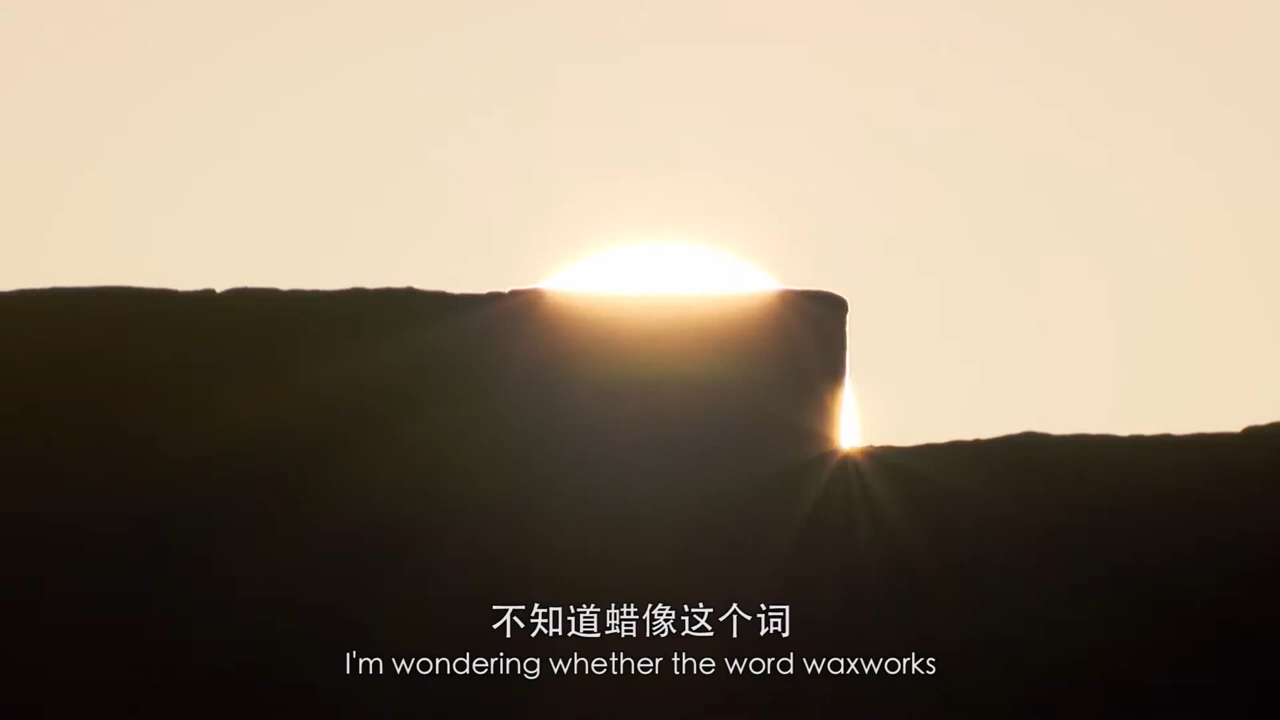 不知道蜡像这个词
I'm wondering whether the word waxworks